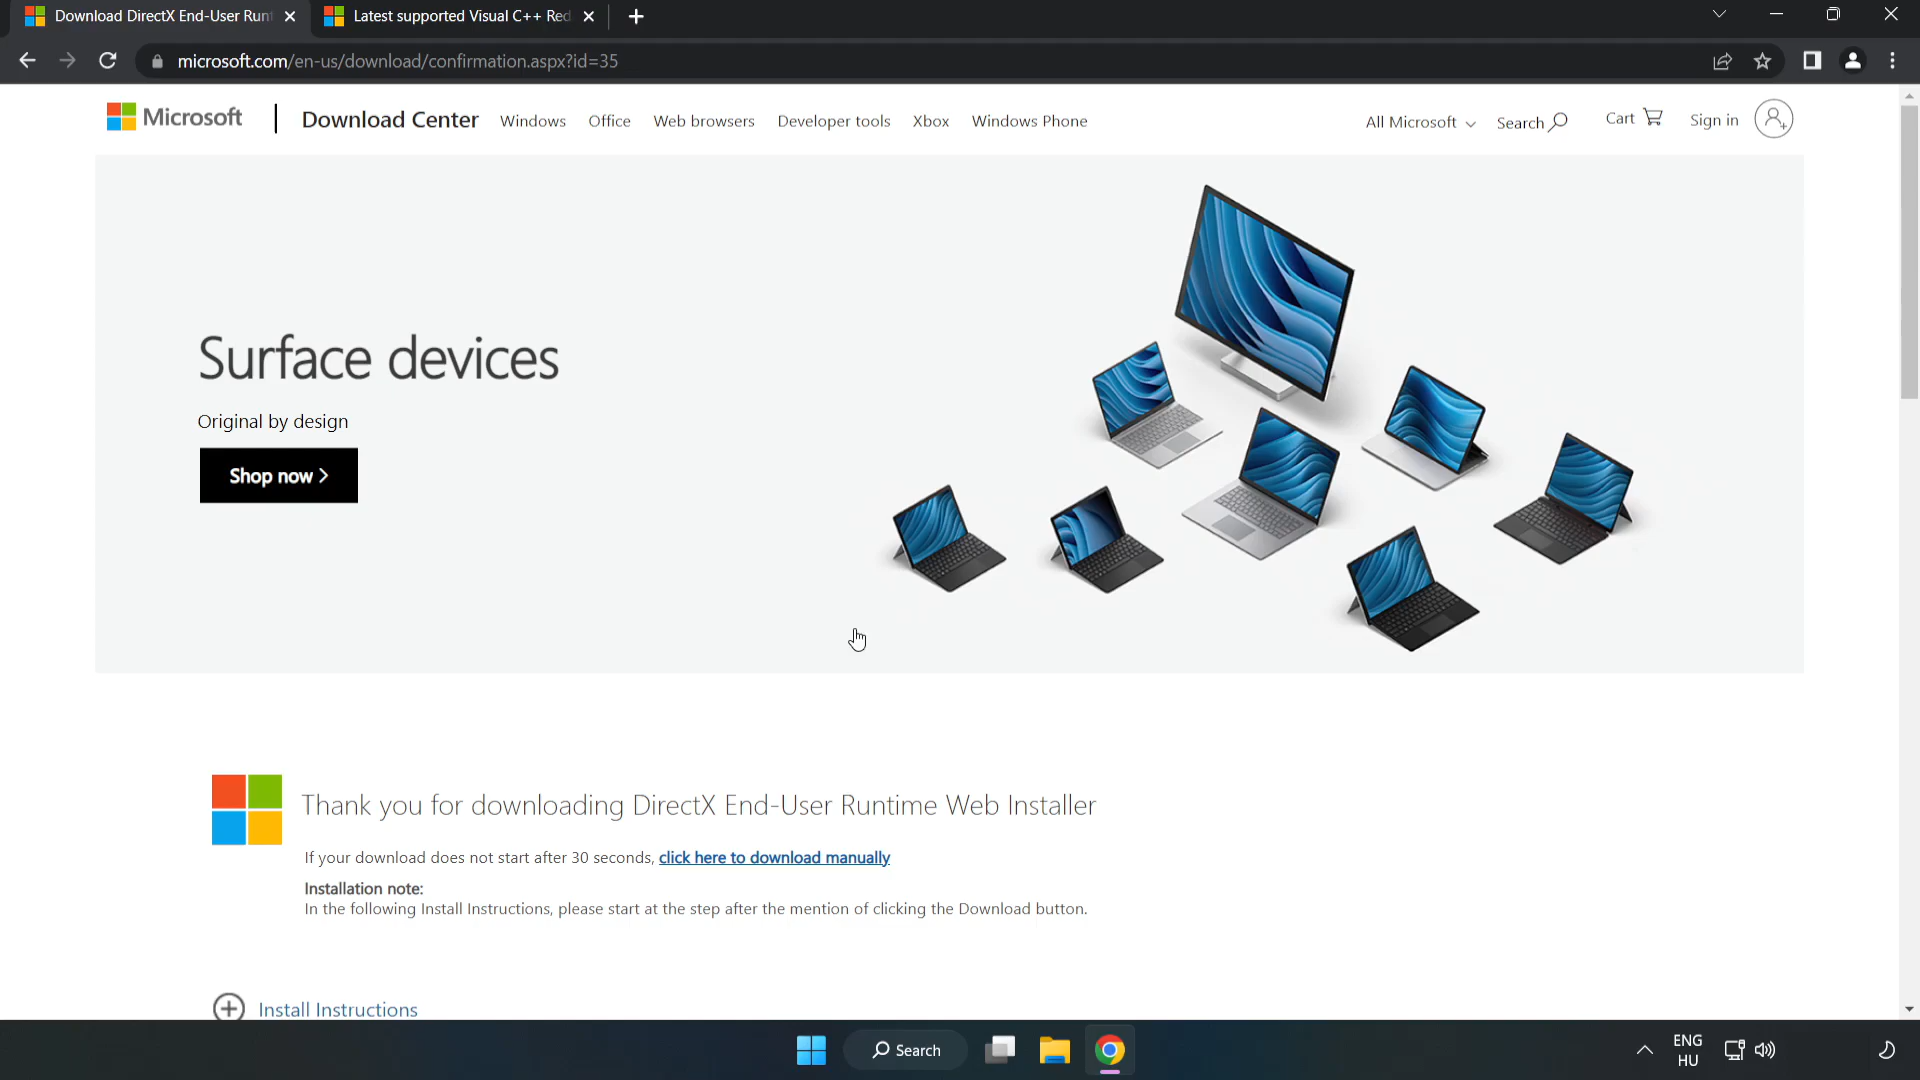 Download DirectX End-User Runt
Latest supported Visual C++ Red
microsoft.com/en-us/download/confirmation.aspx?id=35
Microsoft
Download Center
Windows
Office
Web browsers
Developer tools
Xbox
Windows Phone
All Microsoft
Search
Cart
Sign in
Surface devices
Original by design
Shop now
Thank you for downloading DirectX End-User Runtime Web Installer
If your download does not start after 30 seconds, click here to download manually
Installation note:
In the following Install Instructions, please start at the step after the mention of clicking the Download button.
Install Instructions
Search
ENG
HU